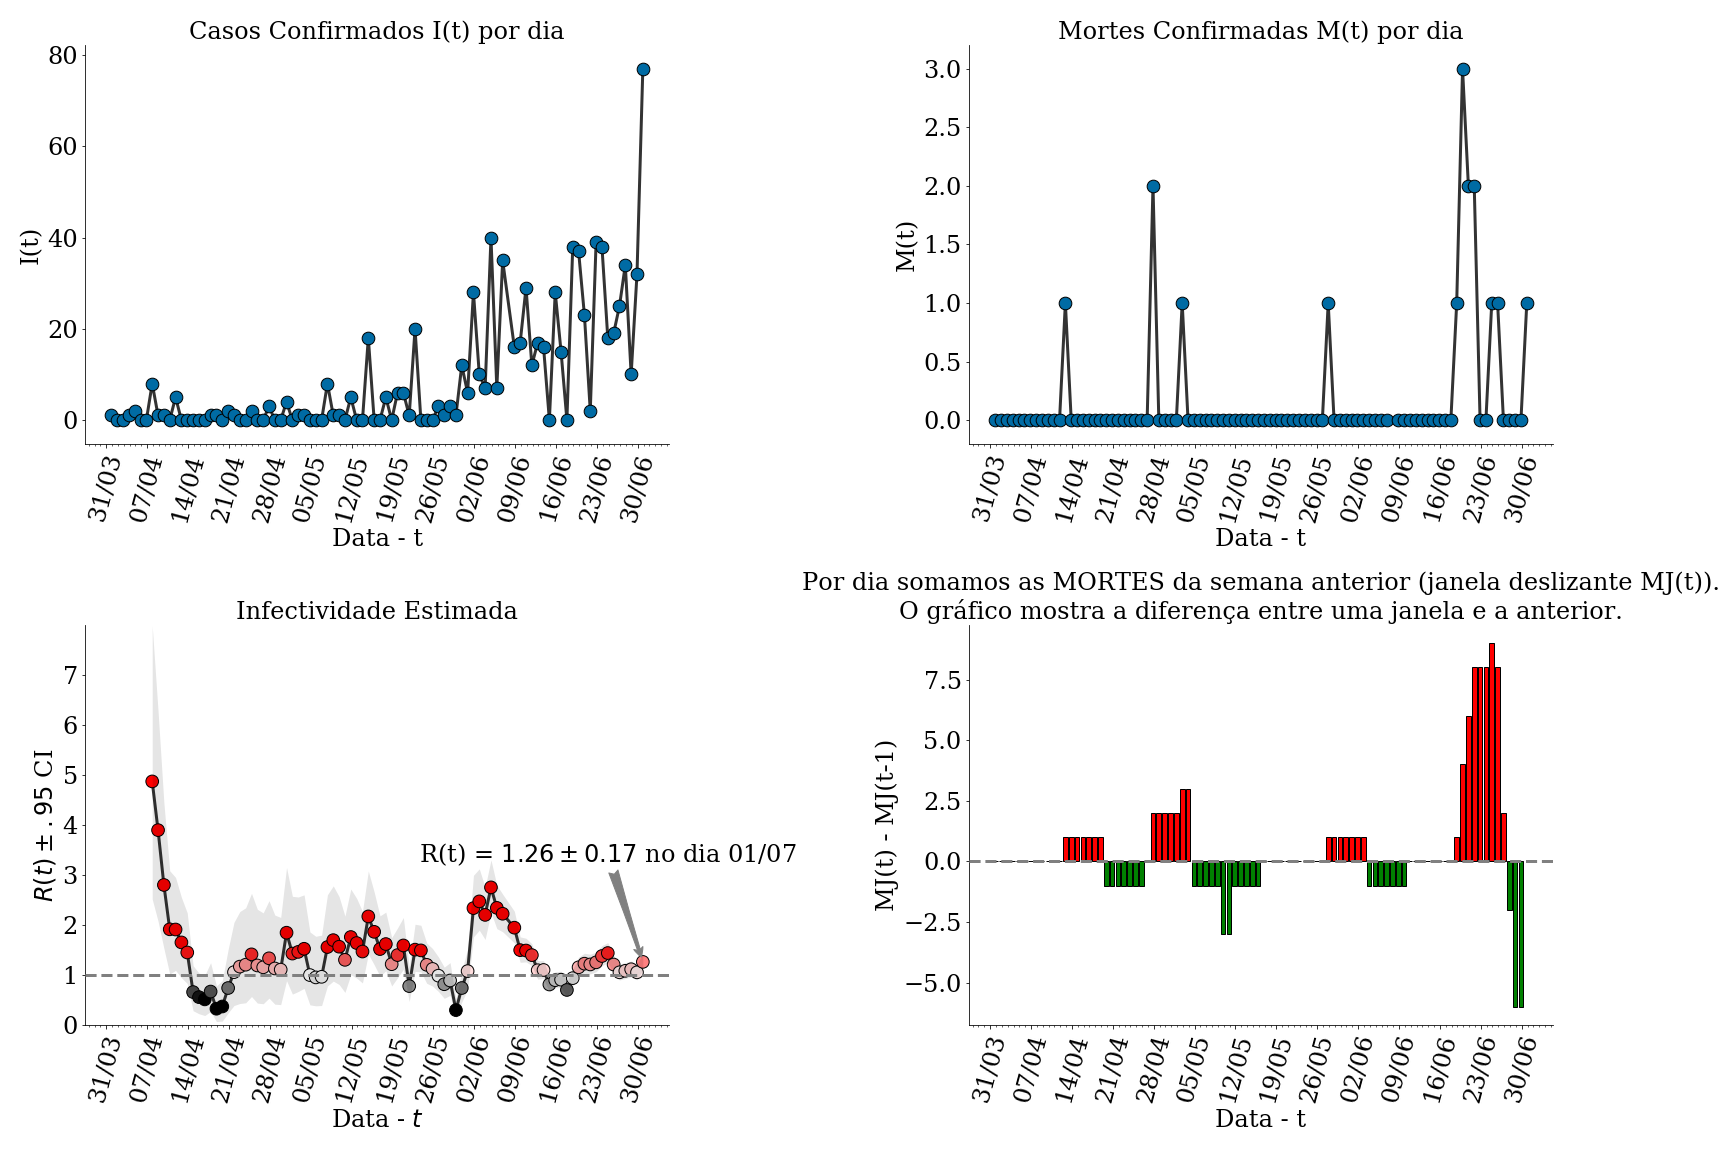 Casos Confirmados I(t) por dia
80
60
40
20
0
I(t)
31/03 07/04 14/04 21/04 28/04 05/05 12/05 19/05 26/05 02/06 09/06 16/06 23/06 30/06
Data - t
Mortes Confirmadas M(t) por dia
3.0
2.5
2.0
1.5
1.0
0.5
0.0
M(t)
31/03 07/04 14/04 21/04 28/04 05/05 12/05 19/05 26/05 02/06 09/06 16/06 23/06 30/06
Data - t
Infectividade Estimada
7
6
5
4
3
2
1
0
R(t) ± .95 CI
R(t) = 1.26 ± 0.17 no dia 01/07
31/03 07/04 14/04 21/04 28/04 05/05 12/05 19/05 26/05 02/06 09/06 16/06 23/06 30/06
Data - t
Por dia somamos as MORTES da semana anterior (janela deslizante MJ(t)).
O gráfico mostra a diferença entre uma janela e a anterior.
7.5
5.0
2.5
0.0
−2.5
−5.0
MJ(t) - MJ(t-1)
31/03 07/04 14/04 21/04 28/04 05/05 12/05 19/05 26/05 02/06 09/06 16/06 23/06 30/06
Data - t